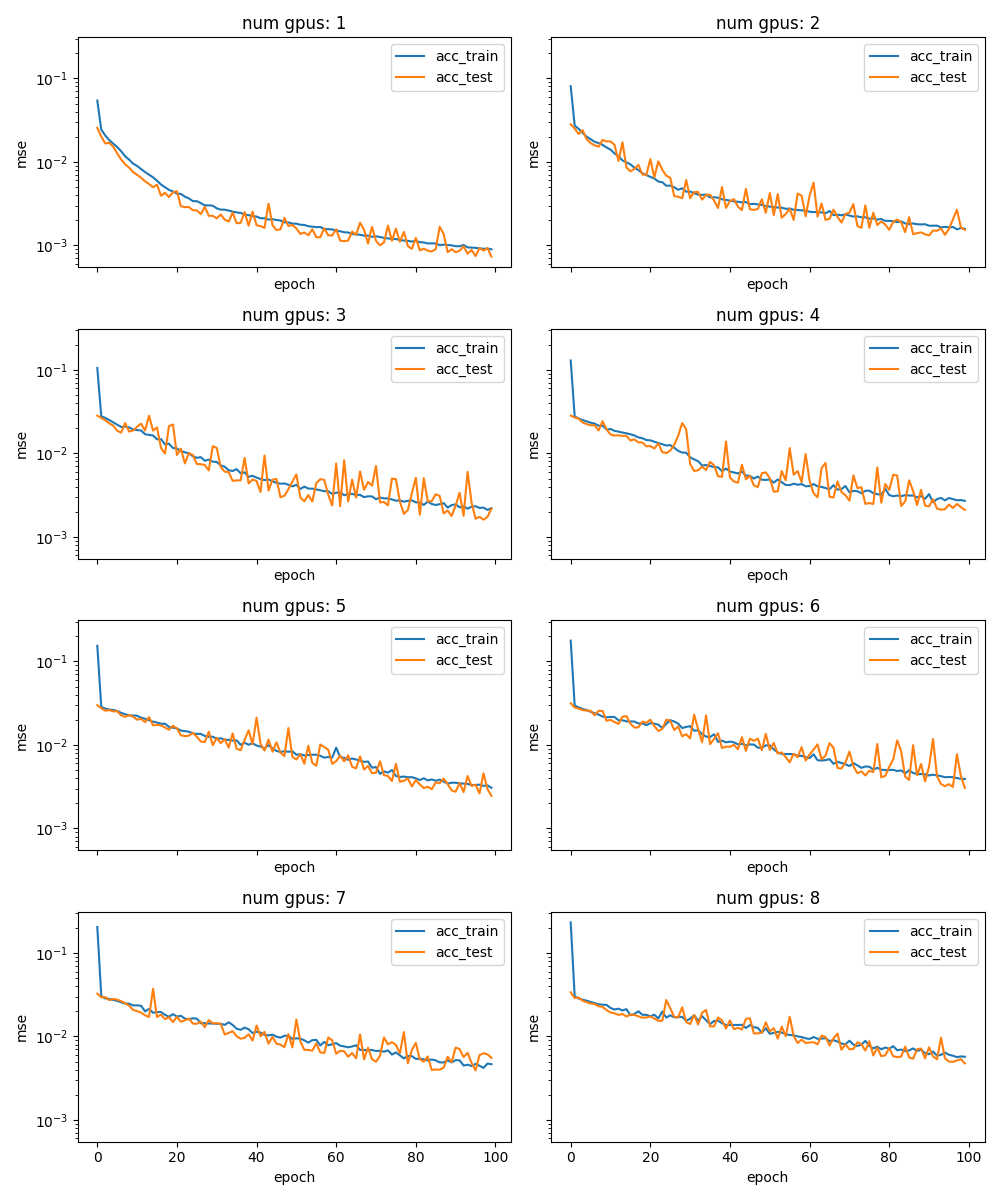 num gpus: 1
acc_train
acc_test
10⁻¹
10⁻²
10⁻³
mse
epoch
num gpus: 2
acc_train
acc_test
mse
epoch
num gpus: 3
acc_train
acc_test
10⁻¹
10⁻²
10⁻³
mse
epoch
num gpus: 4
acc_train
acc_test
mse
epoch
num gpus: 5
acc_train
acc_test
10⁻¹
10⁻²
10⁻³
mse
epoch
num gpus: 6
acc_train
acc_test
mse
epoch
num gpus: 7
acc_train
acc_test
10⁻¹
10⁻²
10⁻³
mse
0 20 40 60 80 100
epoch
num gpus: 8
acc_train
acc_test
mse
0 20 40 60 80 100
epoch